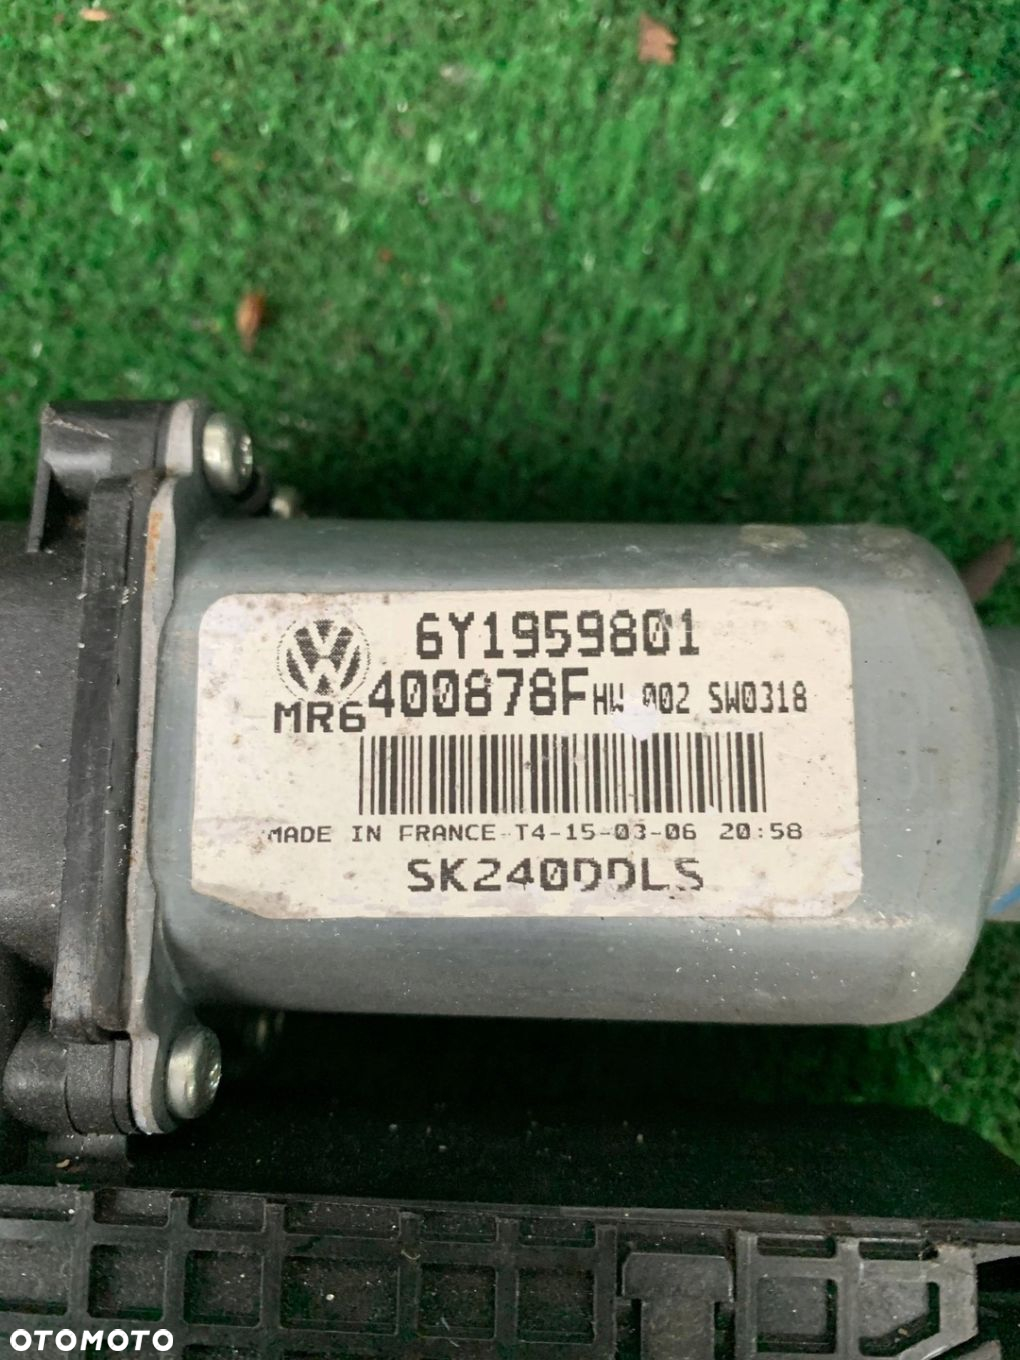 6Y1959801
MR6 400878F HW 002 SW0318
MADE IN FRANCE-T4-15-03-06 20:58
SK240DDLS
OTOMOTO